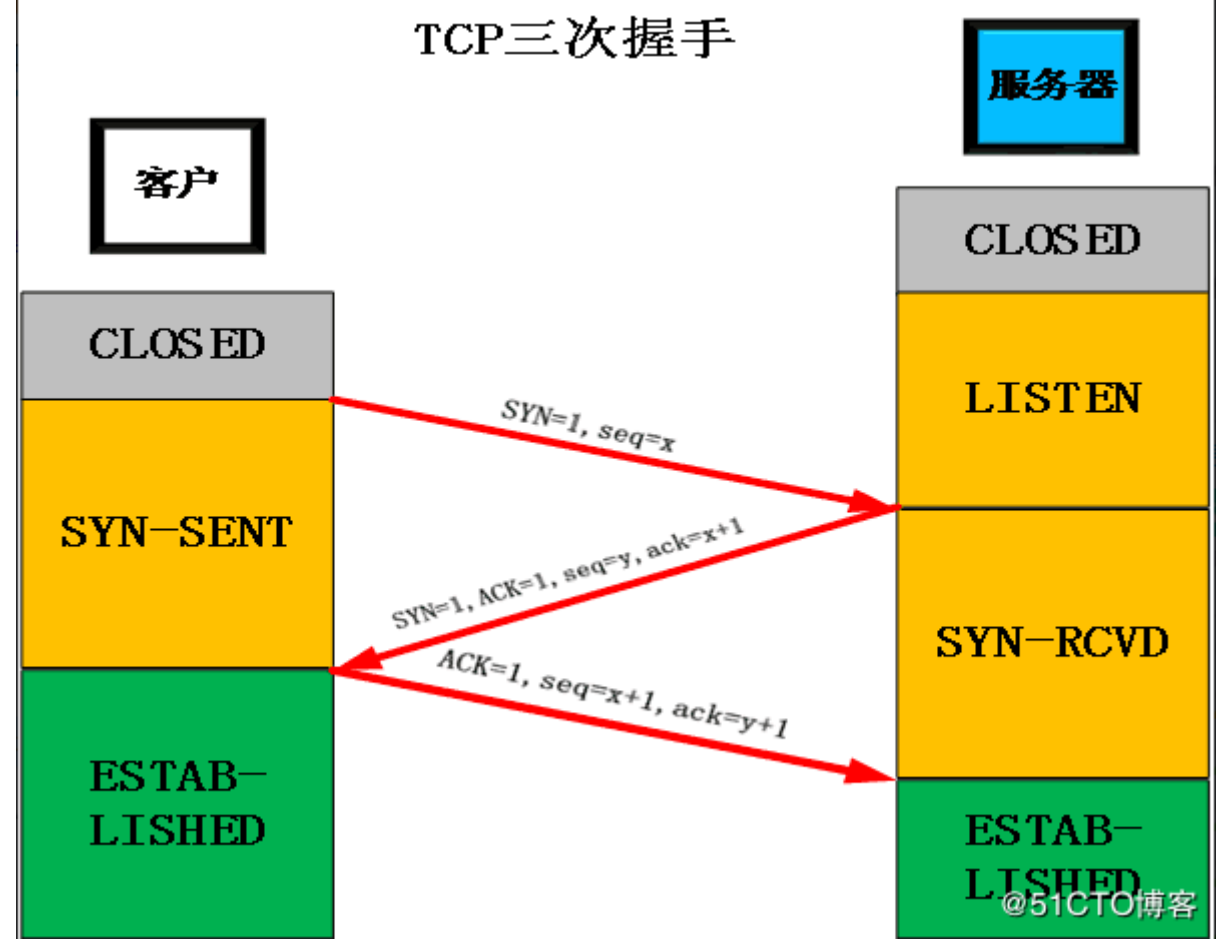 TCP三次握手
服务器
客户
CLOSED
CLOSED
LISTEN
SYN=1, seq=x
SYN-SENT
SYN=1, ACK=1, seq=y, ack=x+1
SYN-RCVD
ACK=1, seq=x+1, ack=y+1
ESTAB-
LISHED
ESTAB-
LISHED
@51CTO博客